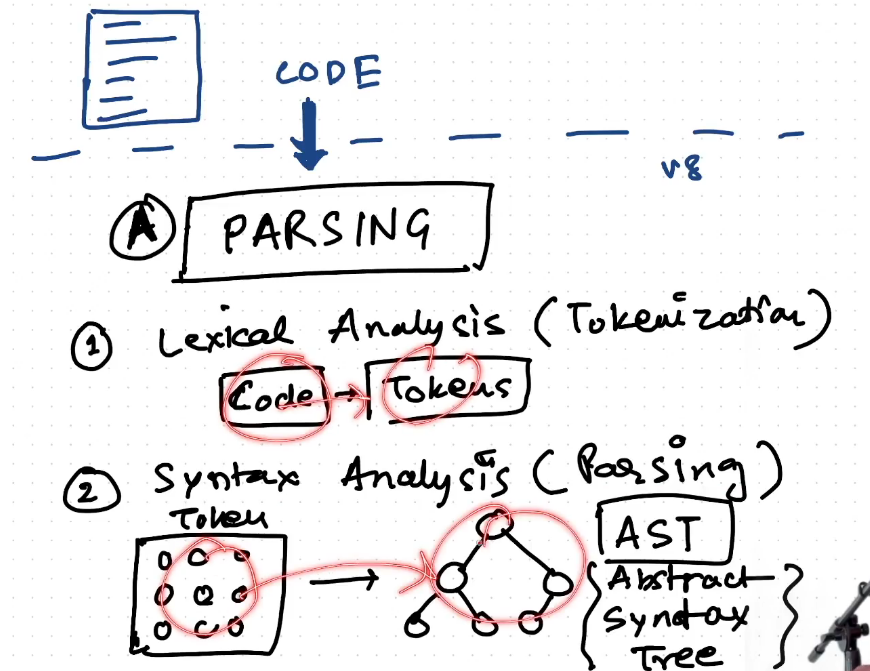 CODE
v8
A PARSING
1 Lexical Analysis (Tokenization)
Code → Tokens
2 Syntax Analysis (Parsing)
Token
AST
{ Abstract
Syntax
Tree }